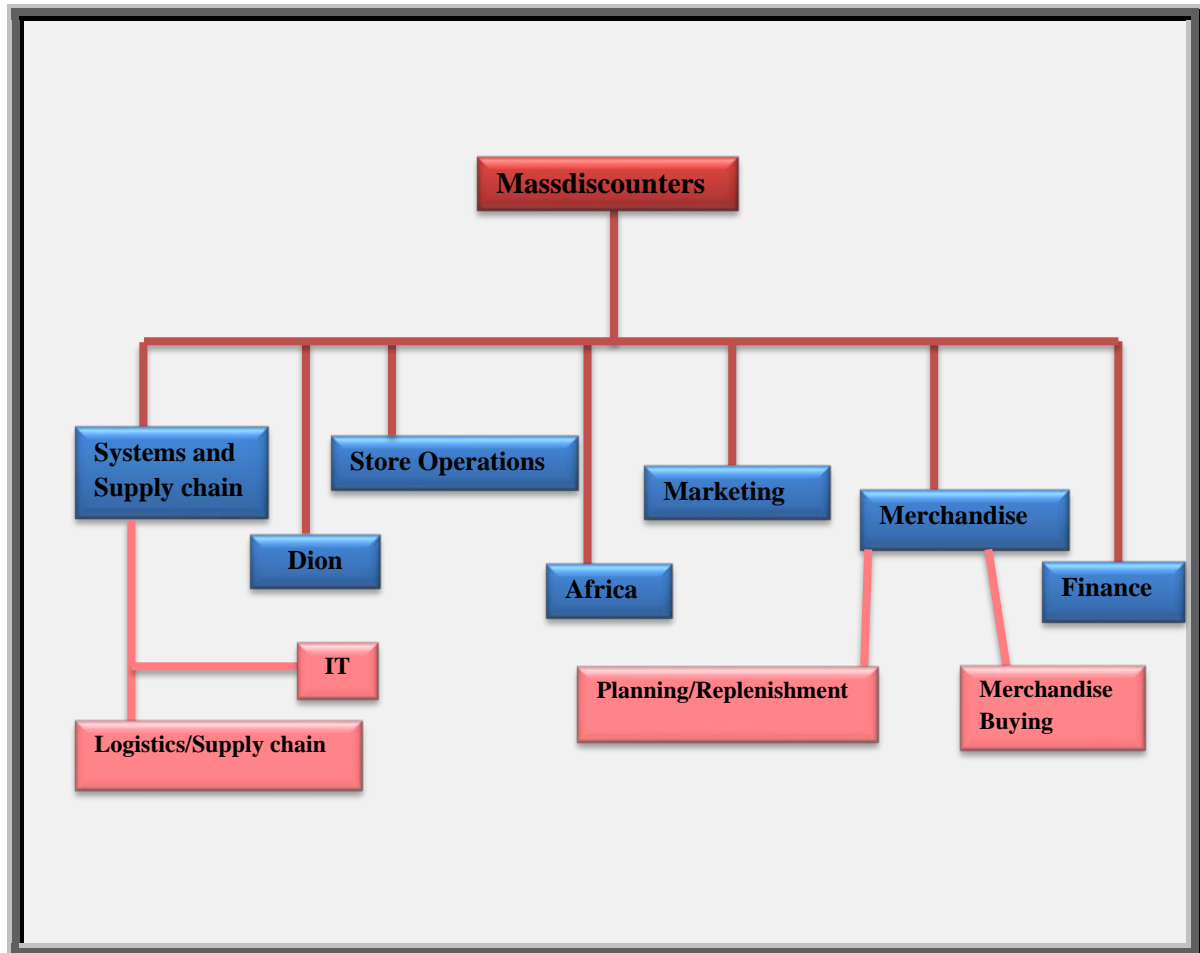 Massdiscounters
Systems and
Supply chain
Store Operations
Marketing
Merchandise
Dion
Africa
Finance
IT
Planning/Replenishment
Merchandise
Buying
Logistics/Supply chain